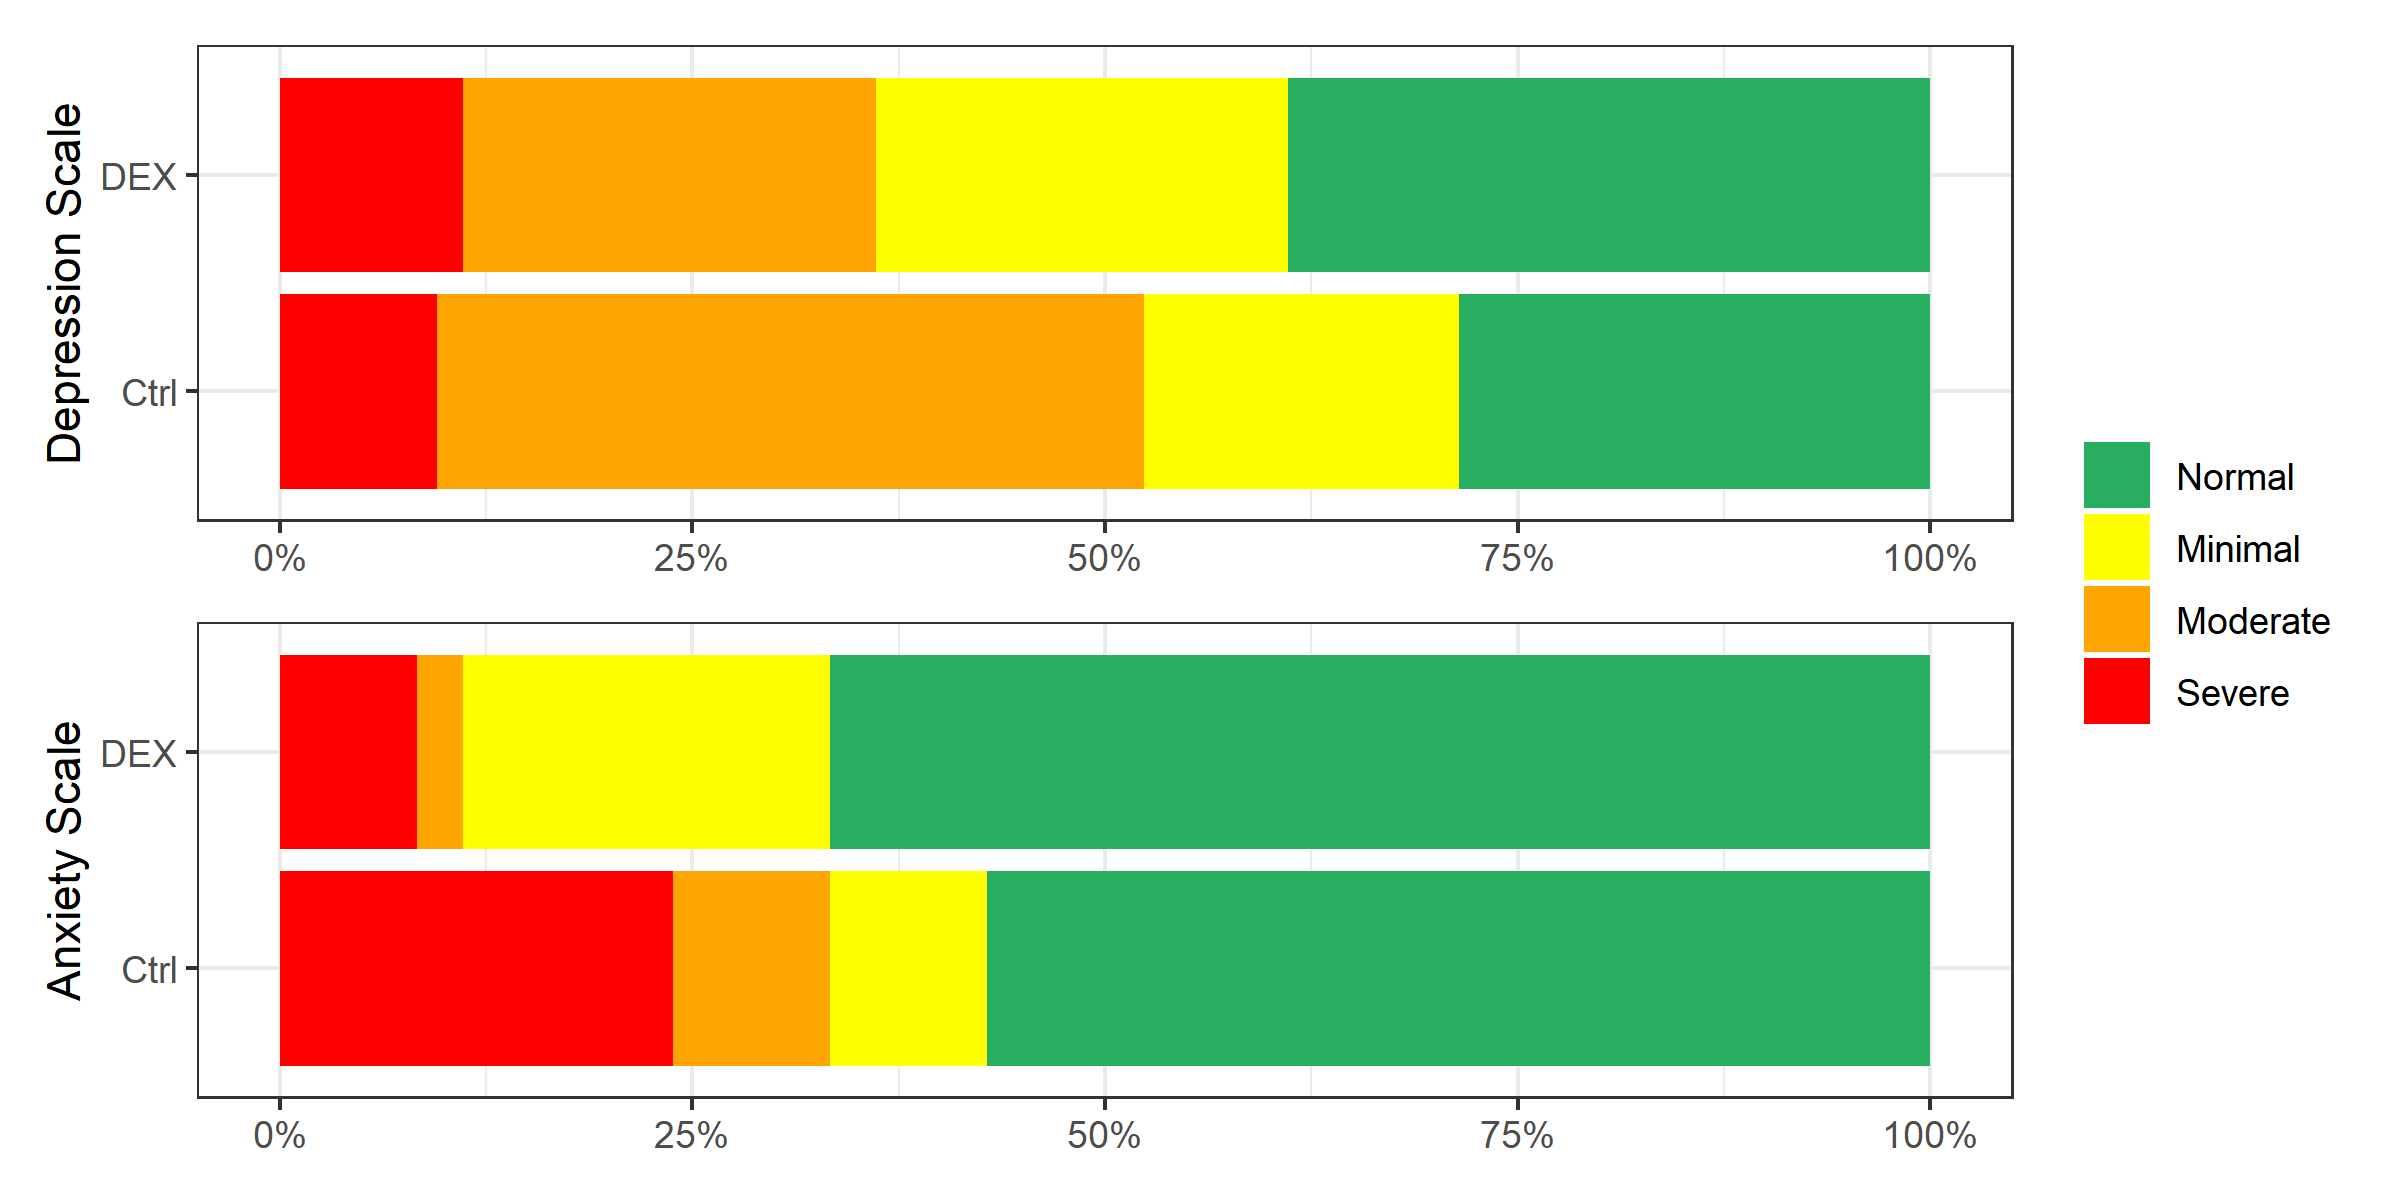 Depression Scale
DEX
Ctrl
0% 25% 50% 75% 100%
Anxiety Scale
DEX
Ctrl
0% 25% 50% 75% 100%
Normal
Minimal
Moderate
Severe